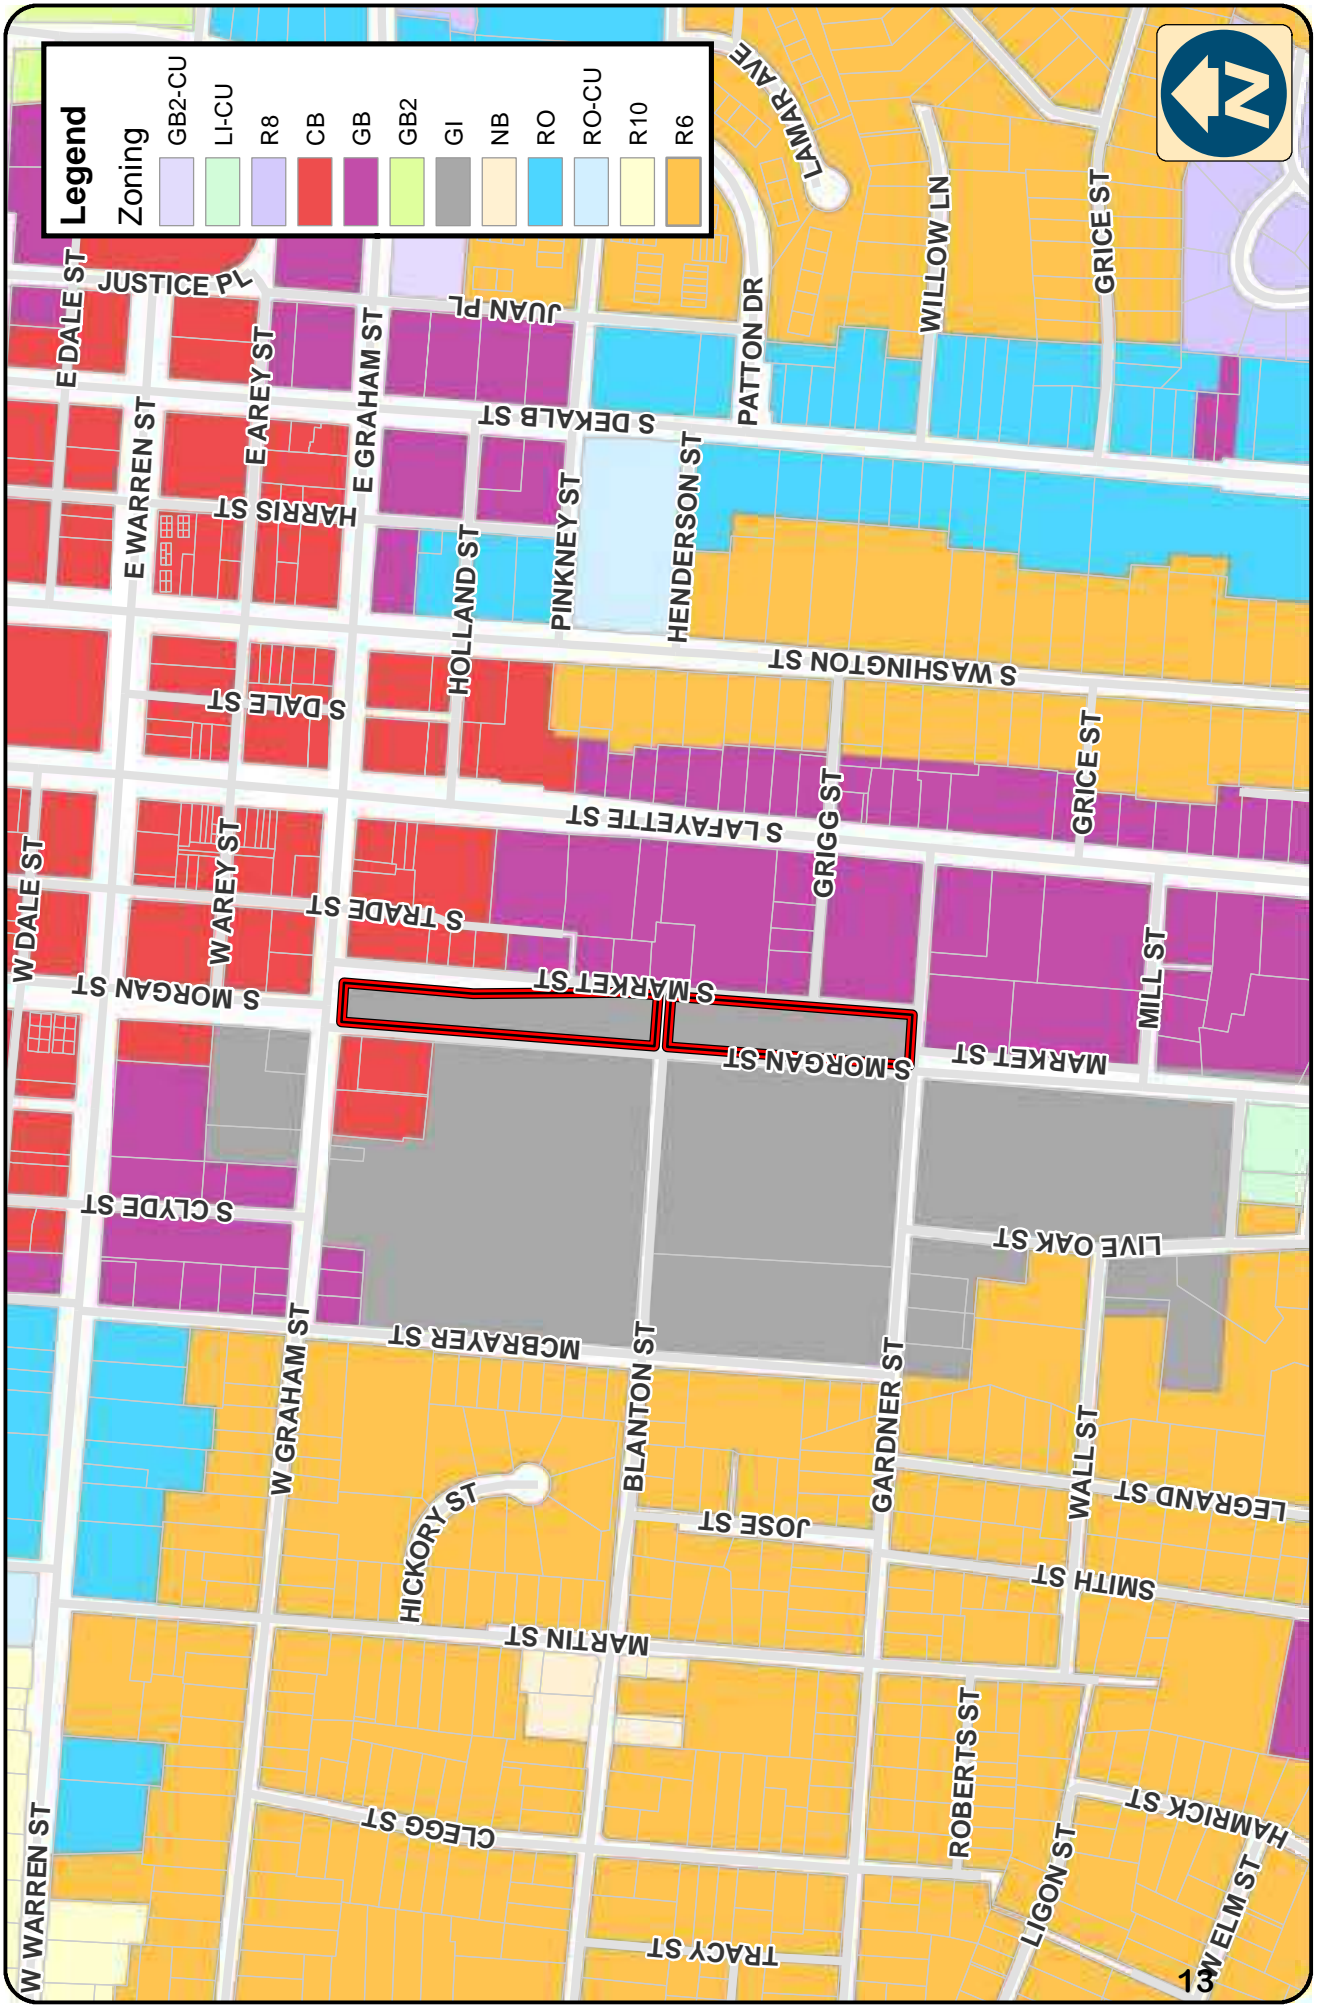 Legend
Zoning
GB2-CU
LI-CU
R8
CB
GB
GB2
GI
NB
RO
RO-CU
R10
R6
N
LAMAR AVE
WILLOW LN
GRICE ST
E DALE ST
JUSTICE PL
JUAN PL
PATTON DR
E WARREN ST
E AREY ST
E GRAHAM ST
S DEKALB ST
HARRIS ST
HOLLAND ST
PINKNEY ST
HENDERSON ST
S WASHINGTON ST
S DALE ST
S LAFAYETTE ST
GRIGG ST
GRICE ST
W DALE ST
W AREY ST
S TRADE ST
S MORGAN ST
S MARKET ST
S MORGAN ST
MARKET ST
MILL ST
S CLYDE ST
LIVE OAK ST
W GRAHAM ST
MCBRAYER ST
BLANTON ST
GARDNER ST
WALL ST
LEGRAND ST
HICKORY ST
JOSE ST
SMITH ST
MARTIN ST
ROBERTS ST
W WARREN ST
CLEGG ST
HAMRICK ST
LIGON ST
W ELM ST
TRACY ST
13